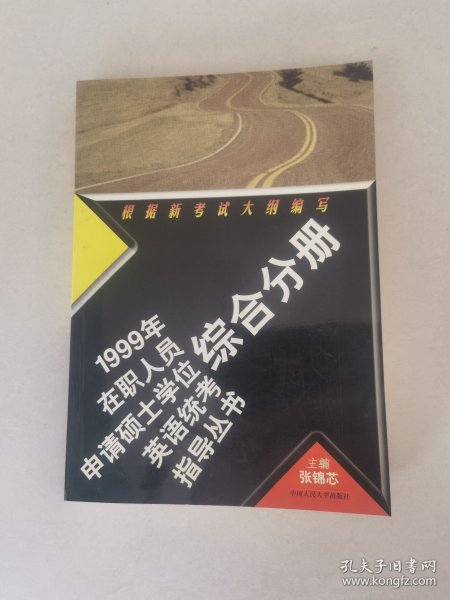 根据新考试大纲编写
1999年
在职人员
申请硕士学位
英语统考
指导丛书
综合分册
主编
张锦芯
中国人民大学出版社
孔夫子旧书网
www.kongfz.com